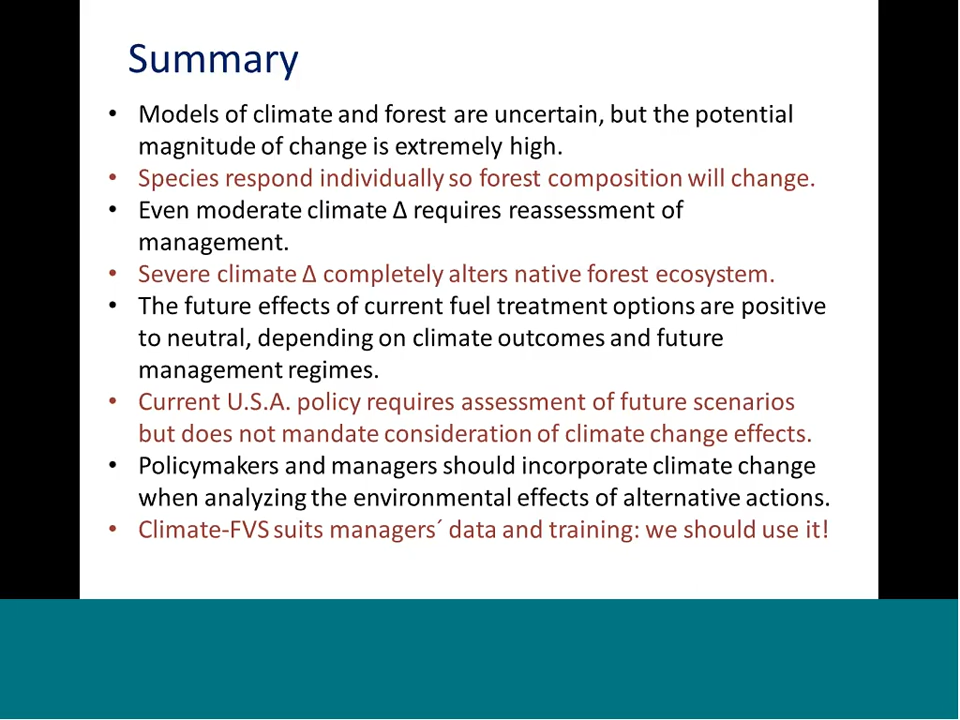 Summary
• Models of climate and forest are uncertain, but the potential
magnitude of change is extremely high.
• Species respond individually so forest composition will change.
• Even moderate climate Δ requires reassessment of
management.
• Severe climate Δ completely alters native forest ecosystem.
• The future effects of current fuel treatment options are positive
to neutral, depending on climate outcomes and future
management regimes.
• Current U.S.A. policy requires assessment of future scenarios
but does not mandate consideration of climate change effects.
• Policymakers and managers should incorporate climate change
when analyzing the environmental effects of alternative actions.
• Climate-FVS suits managers´ data and training: we should use it!